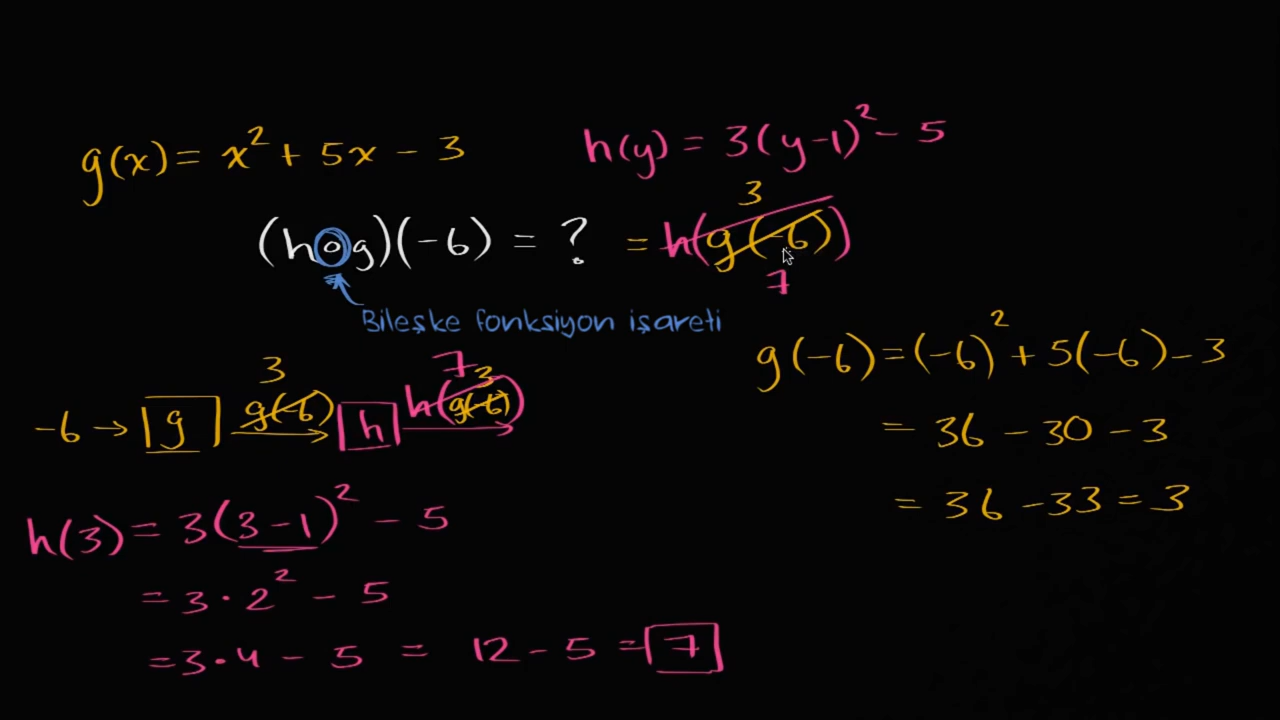 g(x) = x² + 5x - 3
h(y) = 3(y-1)² - 5
(hog)(-6) = ? = h(g(-6))
3
7
Bileşke fonksiyon işareti
g(-6) = (-6)² + 5(-6) - 3
= 36 - 30 - 3
= 36 - 33 = 3
3
7
3
-6 → g g(-6) → h h(g(-6)) →
h(3) = 3(3-1)² - 5
= 3·2² - 5
= 3·4 - 5 = 12 - 5 = 7